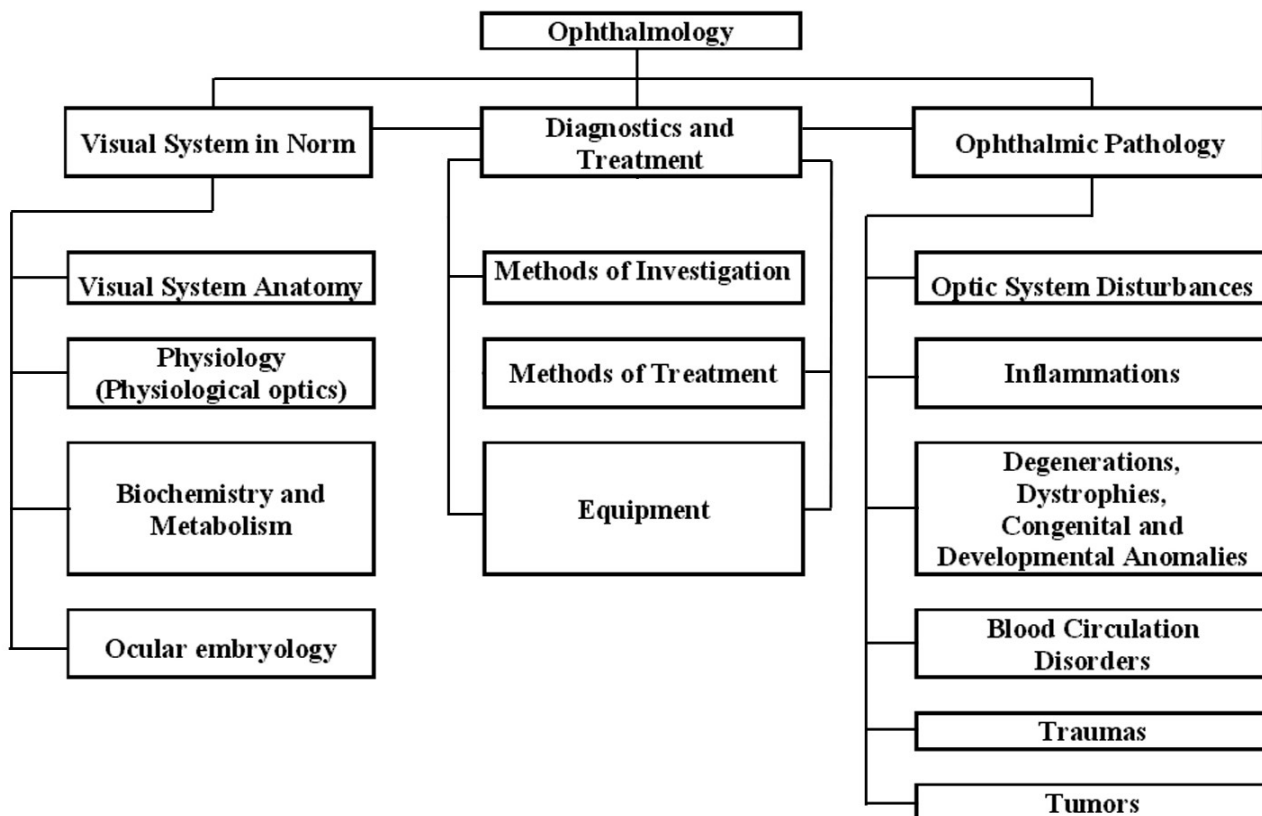 Ophthalmology
Visual System in Norm
Diagnostics and
Treatment
Ophthalmic Pathology
Visual System Anatomy
Physiology
(Physiological optics)
Biochemistry and
Metabolism
Ocular embryology
Methods of Investigation
Methods of Treatment
Equipment
Optic System Disturbances
Inflammations
Degenerations,
Dystrophies,
Congenital and
Developmental Anomalies
Blood Circulation
Disorders
Traumas
Tumors